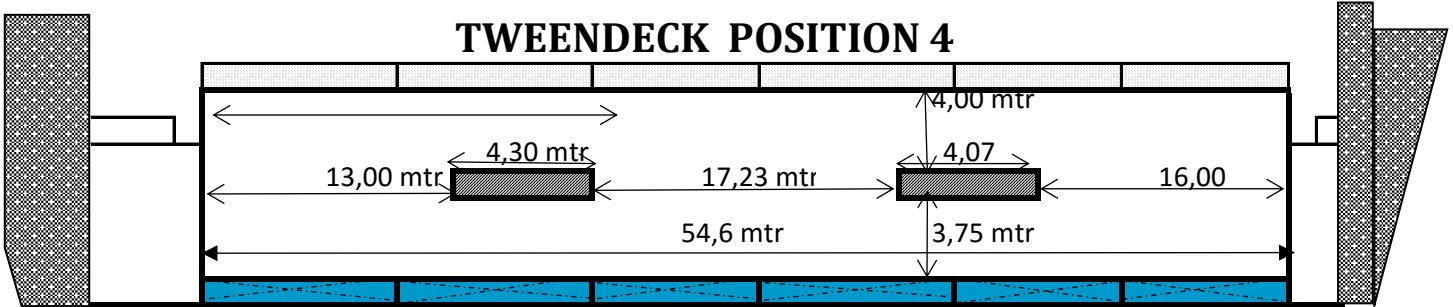 TWEENDECK POSITION 4
4,00 mtr
4,30 mtr
4,07
13,00 mtr
17,23 mtr
16,00
54,6 mtr
3,75 mtr